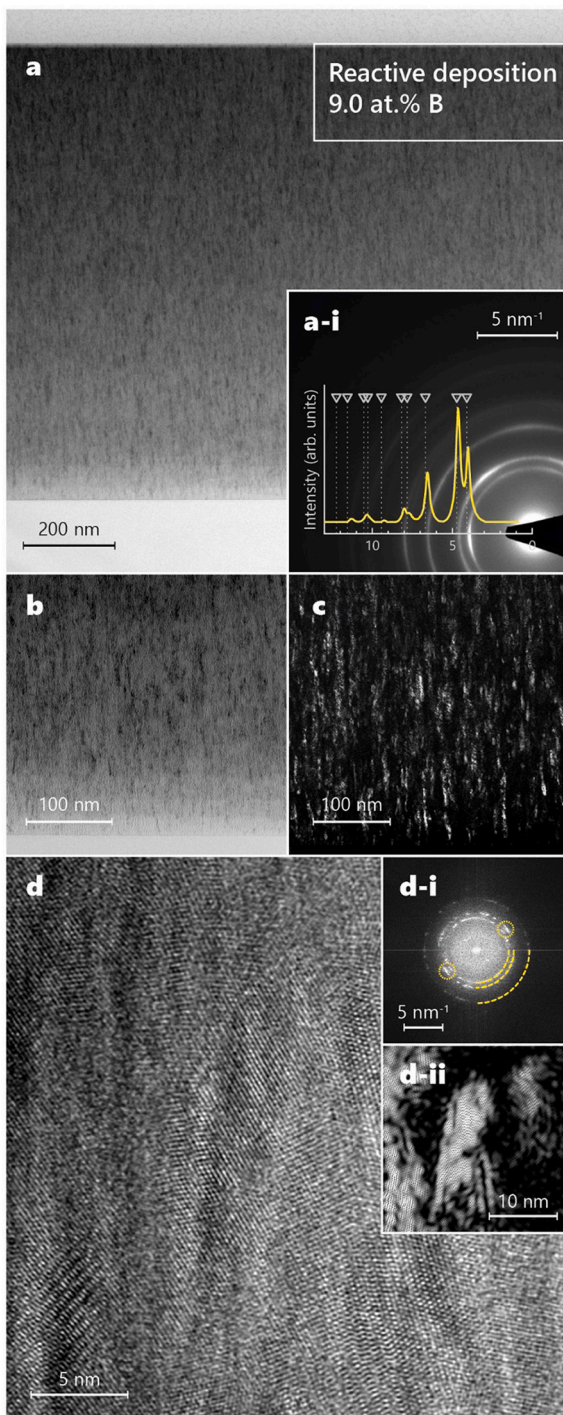 a
Reactive deposition
9.0 at.% B
a-i
5 nm⁻¹
Intensity (arb. units)
10
5
0
200 nm
b
100 nm
c
100 nm
d
d-i
5 nm⁻¹
d-ii
10 nm
5 nm